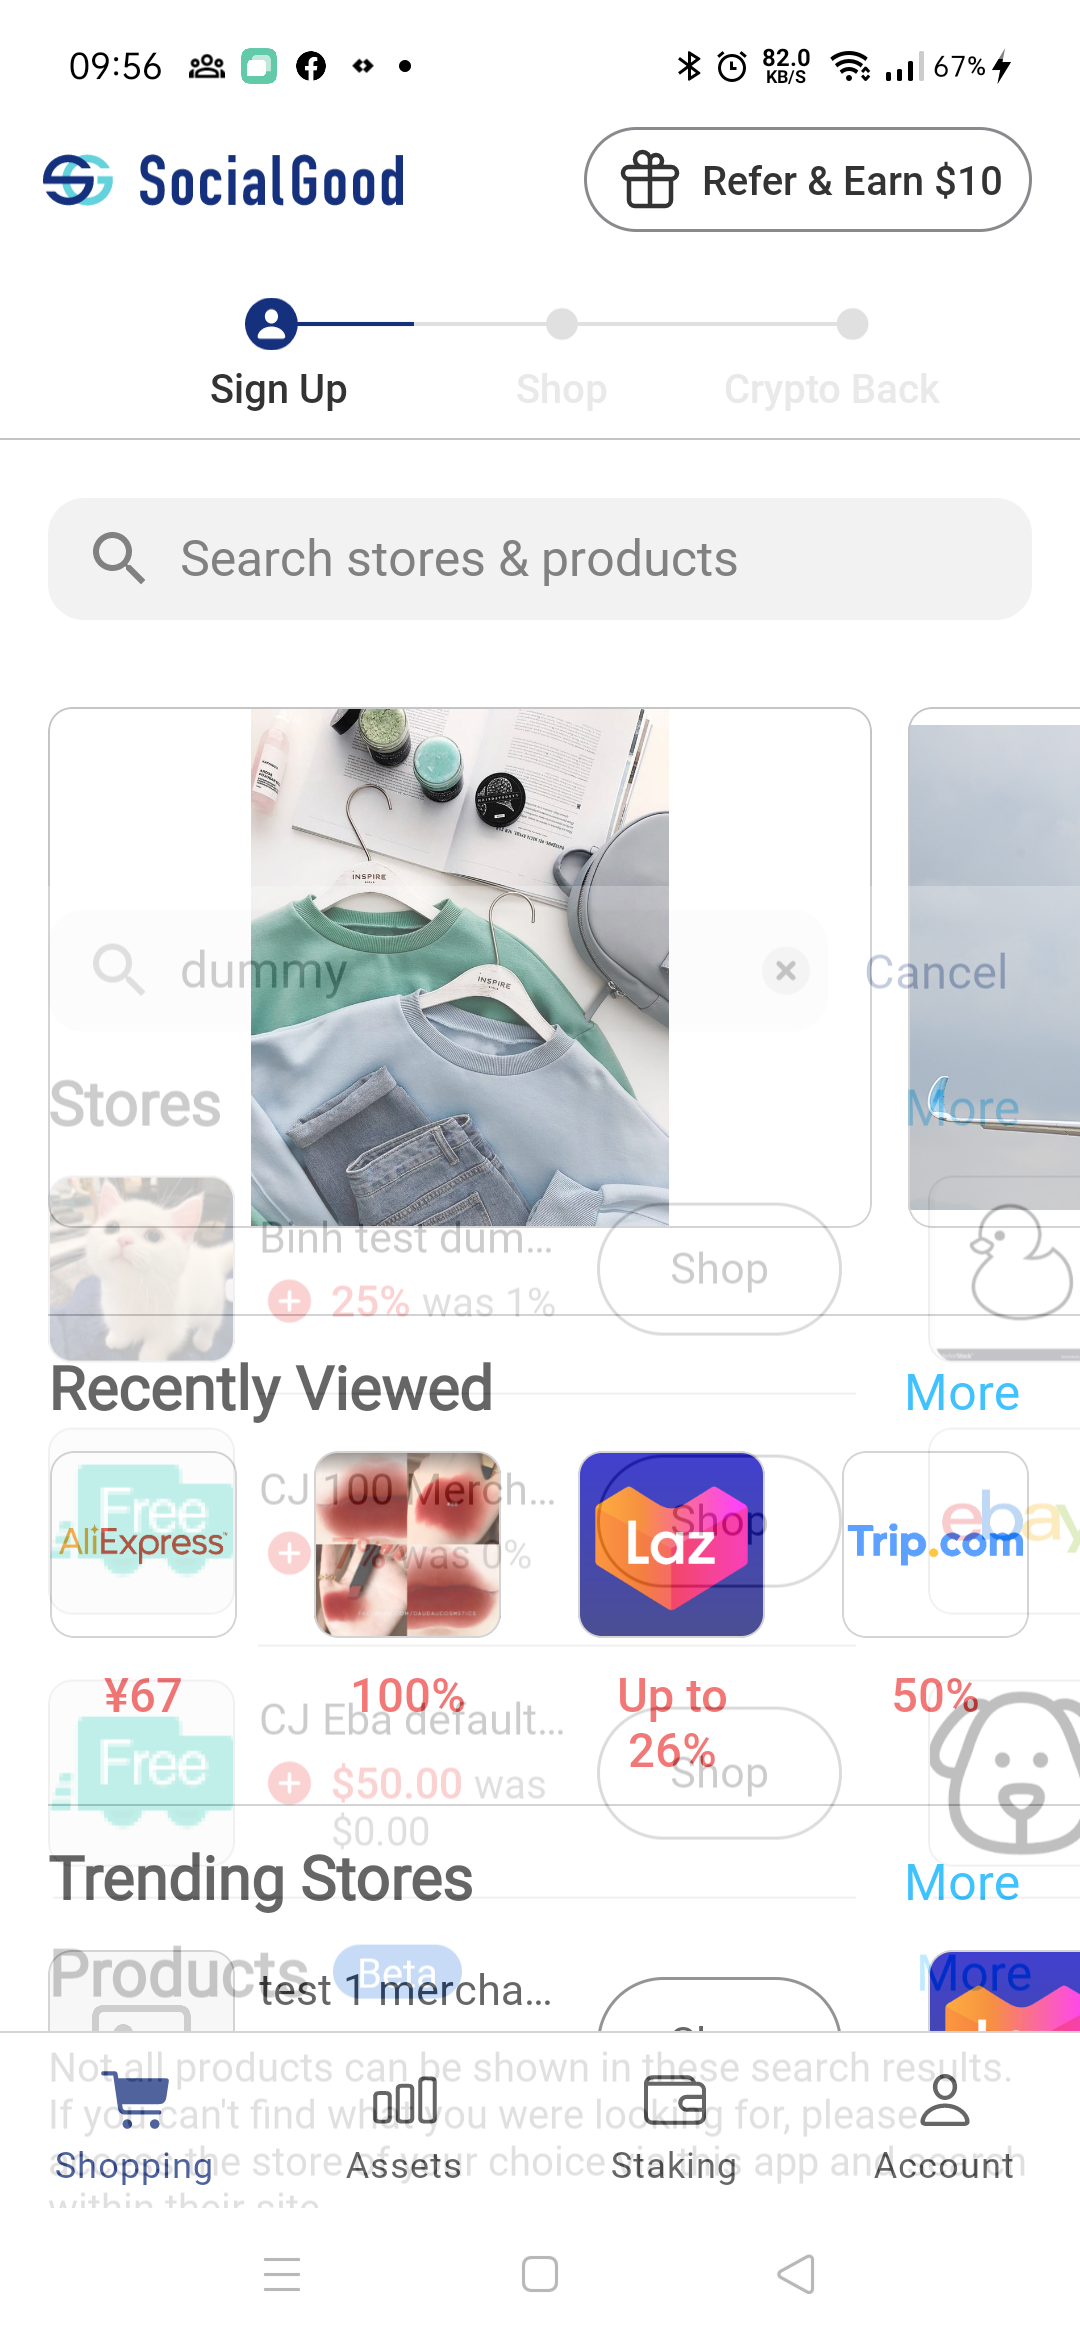 09:56
82.0
KB/S
67%
SocialGood
Refer & Earn $10
Sign Up
Shop
Crypto Back
Search stores & products
INSPIRE
INSPIRE
dummy
Cancel
Stores
More
Binh test dum...
25% was 1%
Shop
Recently Viewed
More
Free
AliExpress
CJ 100 Merch...
7% was 0%
Laz
Shop
Trip.com
ebay
¥67
100%
Up to
26%
50%
Free
CJ Eba default...
$50.00 was
$0.00
Shop
Trending Stores
More
Products
Beta
More
test 1 mercha...
Not all products can be shown in these search results.
If you can't find what you were looking for, please
access the store of your choice via this app and search
within their site
Shopping
Assets
Staking
Account